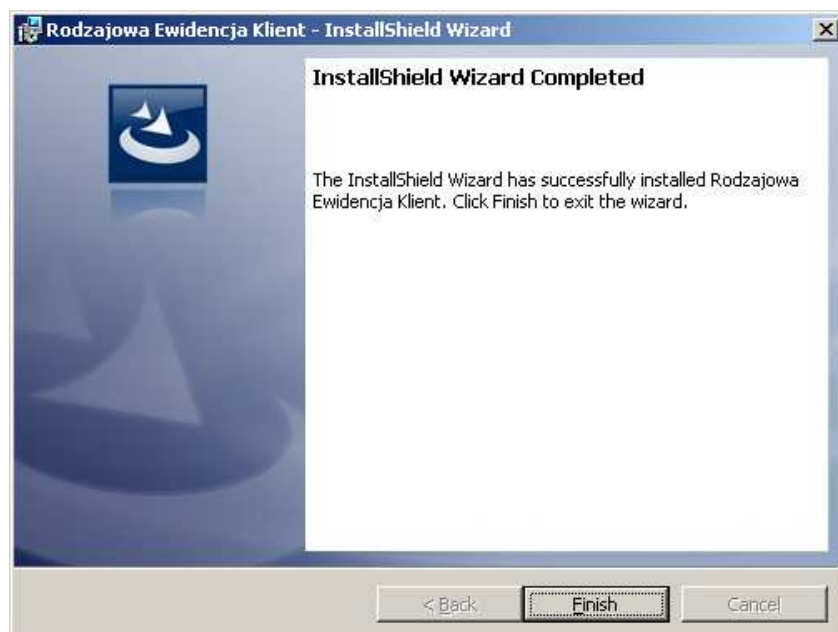 Rodzajowa Ewidencja Klient - InstallShield Wizard
InstallShield Wizard Completed
The InstallShield Wizard has successfully installed Rodzajowa
Ewidencja Klient. Click Finish to exit the wizard.
< Back Finish Cancel